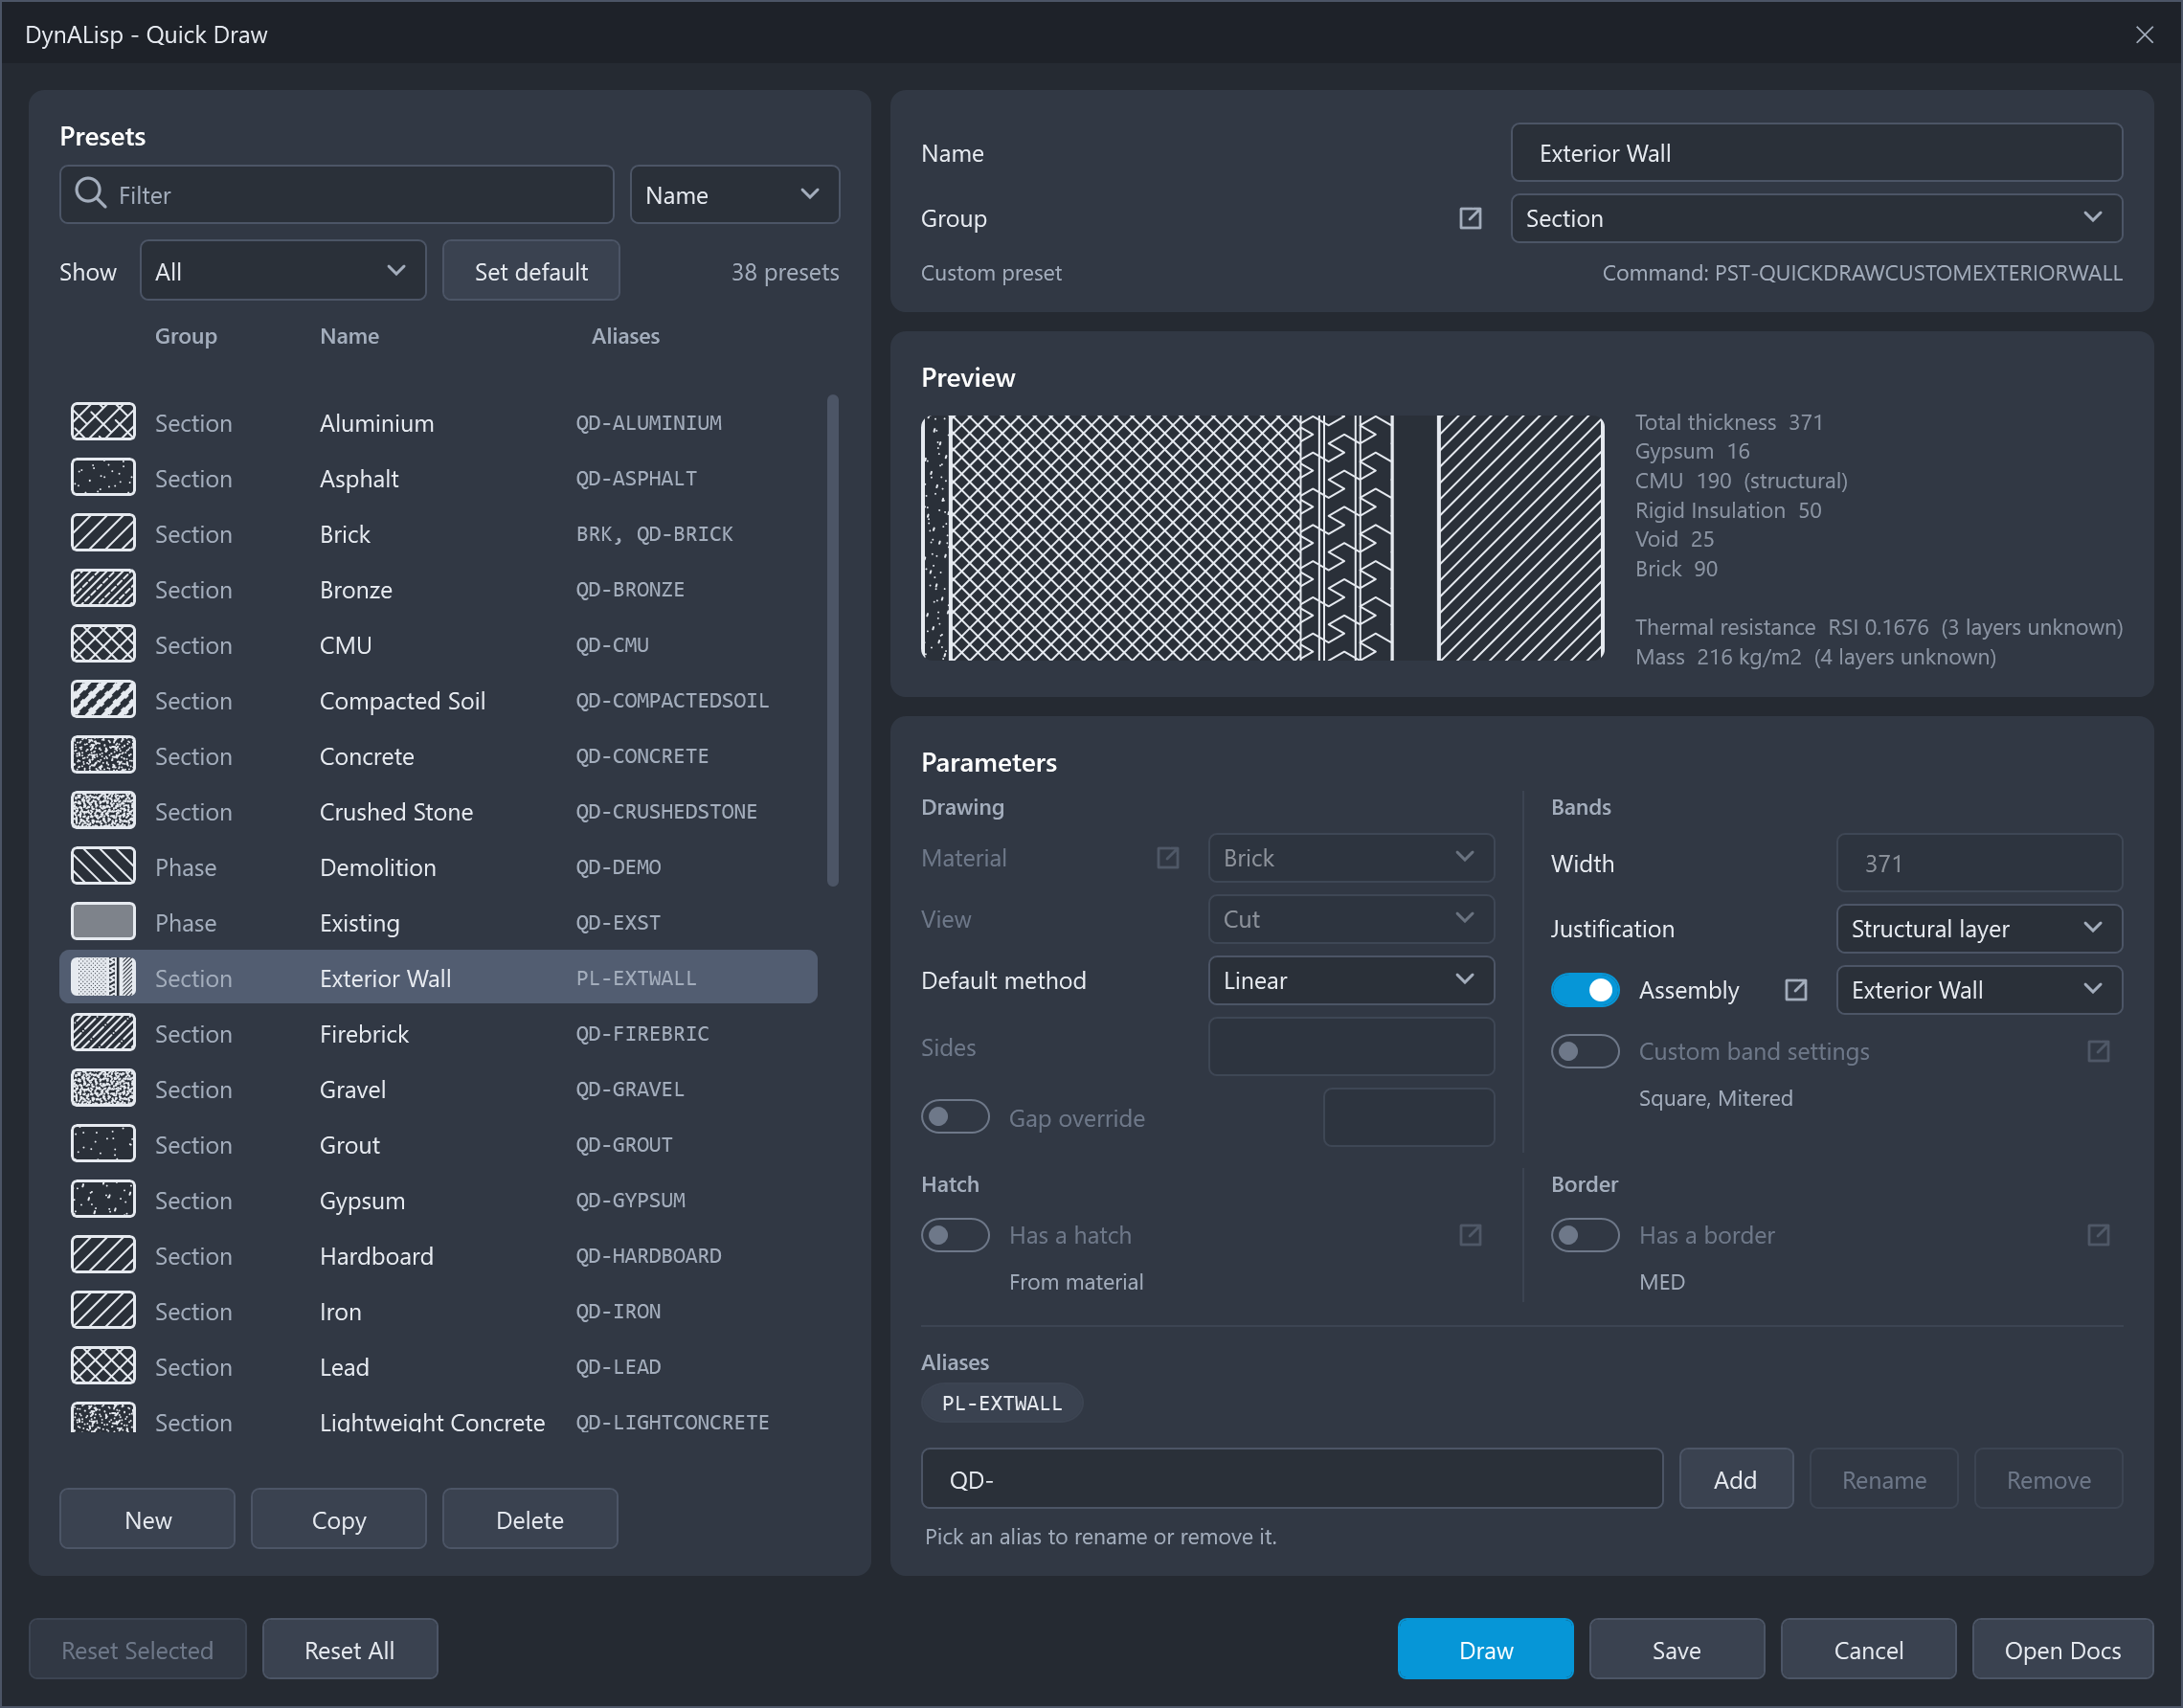 DynALisp - Quick Draw
Presets
Filter
Name
Show
All
Set default
38 presets
Group Name Aliases
Section Aluminium QD-ALUMINIUM
Section Asphalt QD-ASPHALT
Section Brick BRK, QD-BRICK
Section Bronze QD-BRONZE
Section CMU QD-CMU
Section Compacted Soil QD-COMPACTEDSOIL
Section Concrete QD-CONCRETE
Section Crushed Stone QD-CRUSHEDSTONE
Phase Demolition QD-DEMO
Phase Existing QD-EXST
Section Exterior Wall PL-EXTWALL
Section Firebrick QD-FIREBRIC
Section Gravel QD-GRAVEL
Section Grout QD-GROUT
Section Gypsum QD-GYPSUM
Section Hardboard QD-HARDBOARD
Section Iron QD-IRON
Section Lead QD-LEAD
Section Lightweight Concrete QD-LIGHTCONCRETE
New
Copy
Delete
Name
Exterior Wall
Group
Section
Custom preset
Command: PST-QUICKDRAWCUSTOMEXTERIORWALL
Preview
Total thickness 371
Gypsum 16
CMU 190 (structural)
Rigid Insulation 50
Void 25
Brick 90
Thermal resistance RSI 0.1676 (3 layers unknown)
Mass 216 kg/m2 (4 layers unknown)
Parameters
Drawing
Material
Brick
View
Cut
Default method
Linear
Sides
Gap override
Bands
Width
371
Justification
Structural layer
Assembly
Exterior Wall
Custom band settings
Square, Mitered
Hatch
Has a hatch
From material
Border
Has a border
MED
Aliases
PL-EXTWALL
QD-
Add
Rename
Remove
Pick an alias to rename or remove it.
Reset Selected
Reset All
Draw
Save
Cancel
Open Docs